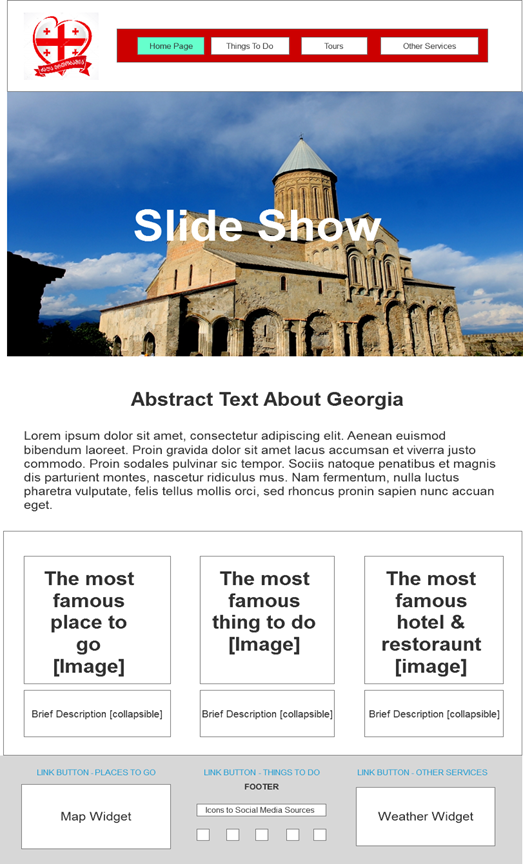 Home Page
Things To Do
Tours
Other Services
Slide Show
Abstract Text About Georgia
Lorem ipsum dolor sit amet, consectetur adipiscing elit. Aenean euismod
bibendum laoreet. Proin gravida dolor sit amet lacus accumsan et viverra justo
commodo. Proin sodales pulvinar sic tempor. Sociis natoque penatibus et magnis
dis parturient montes, nascetur ridiculus mus. Nam fermentum, nulla luctus
pharetra vulputate, felis tellus mollis orci, sed rhoncus pronin sapien nunc accuan
eget.
The most
famous
place to
go
[Image]
The most
famous
thing to do
[Image]
The most
famous
hotel &
restoraunt
[image]
Brief Description [collapsible]
Brief Description [collapsible]
Brief Description [collapsible]
LINK BUTTON - PLACES TO GO
LINK BUTTON - THINGS TO DO
LINK BUTTON - OTHER SERVICES
FOOTER
Map Widget
Icons to Social Media Sources
Weather Widget